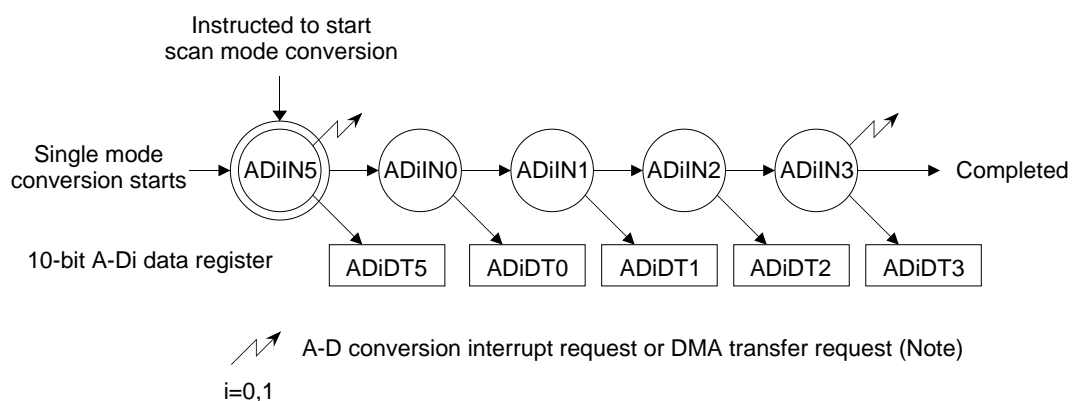 Instructed to start
scan mode conversion
Single mode
conversion starts
ADiIN5
ADiIN0
ADiIN1
ADiIN2
ADiIN3
Completed
10-bit A-Di data register
ADiDT5
ADiDT0
ADiDT1
ADiDT2
ADiDT3
A-D conversion interrupt request or DMA transfer request (Note)
i=0,1